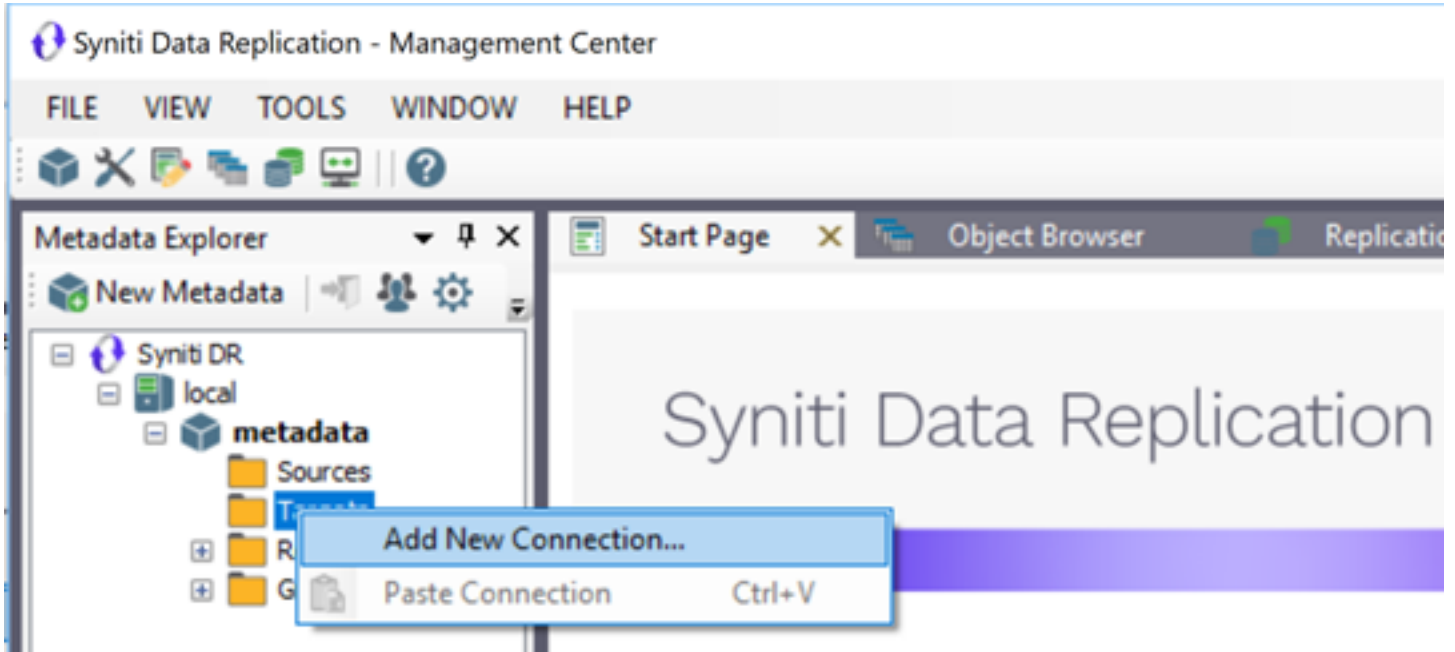 Syniti Data Replication - Management Center
FILE VIEW TOOLS WINDOW HELP
Metadata Explorer
Start Page
Object Browser
New Metadata
Syniti DR
local
metadata
Sources
Add New Connection...
Paste Connection Ctrl+V
Syniti Data Replication